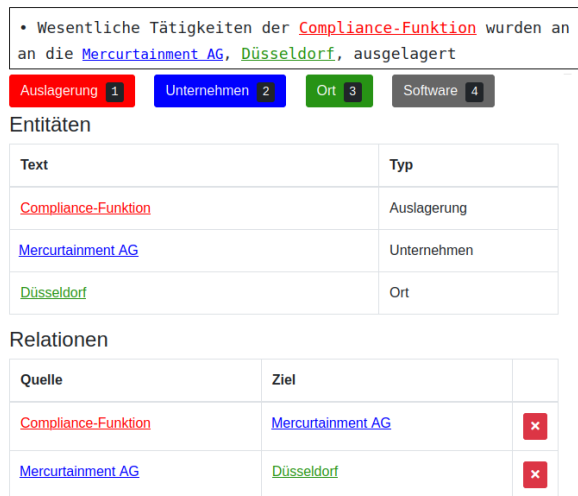 • Wesentliche Tätigkeiten der Compliance-Funktion wurden an
an die Mercurtainment AG, Düsseldorf, ausgelagert
Auslagerung 1 Unternehmen 2 Ort 3 Software 4
Entitäten
Text Typ
Compliance-Funktion Auslagerung
Mercurtainment AG Unternehmen
Düsseldorf Ort
Relationen
Quelle Ziel
Compliance-Funktion Mercurtainment AG ×
Mercurtainment AG Düsseldorf ×